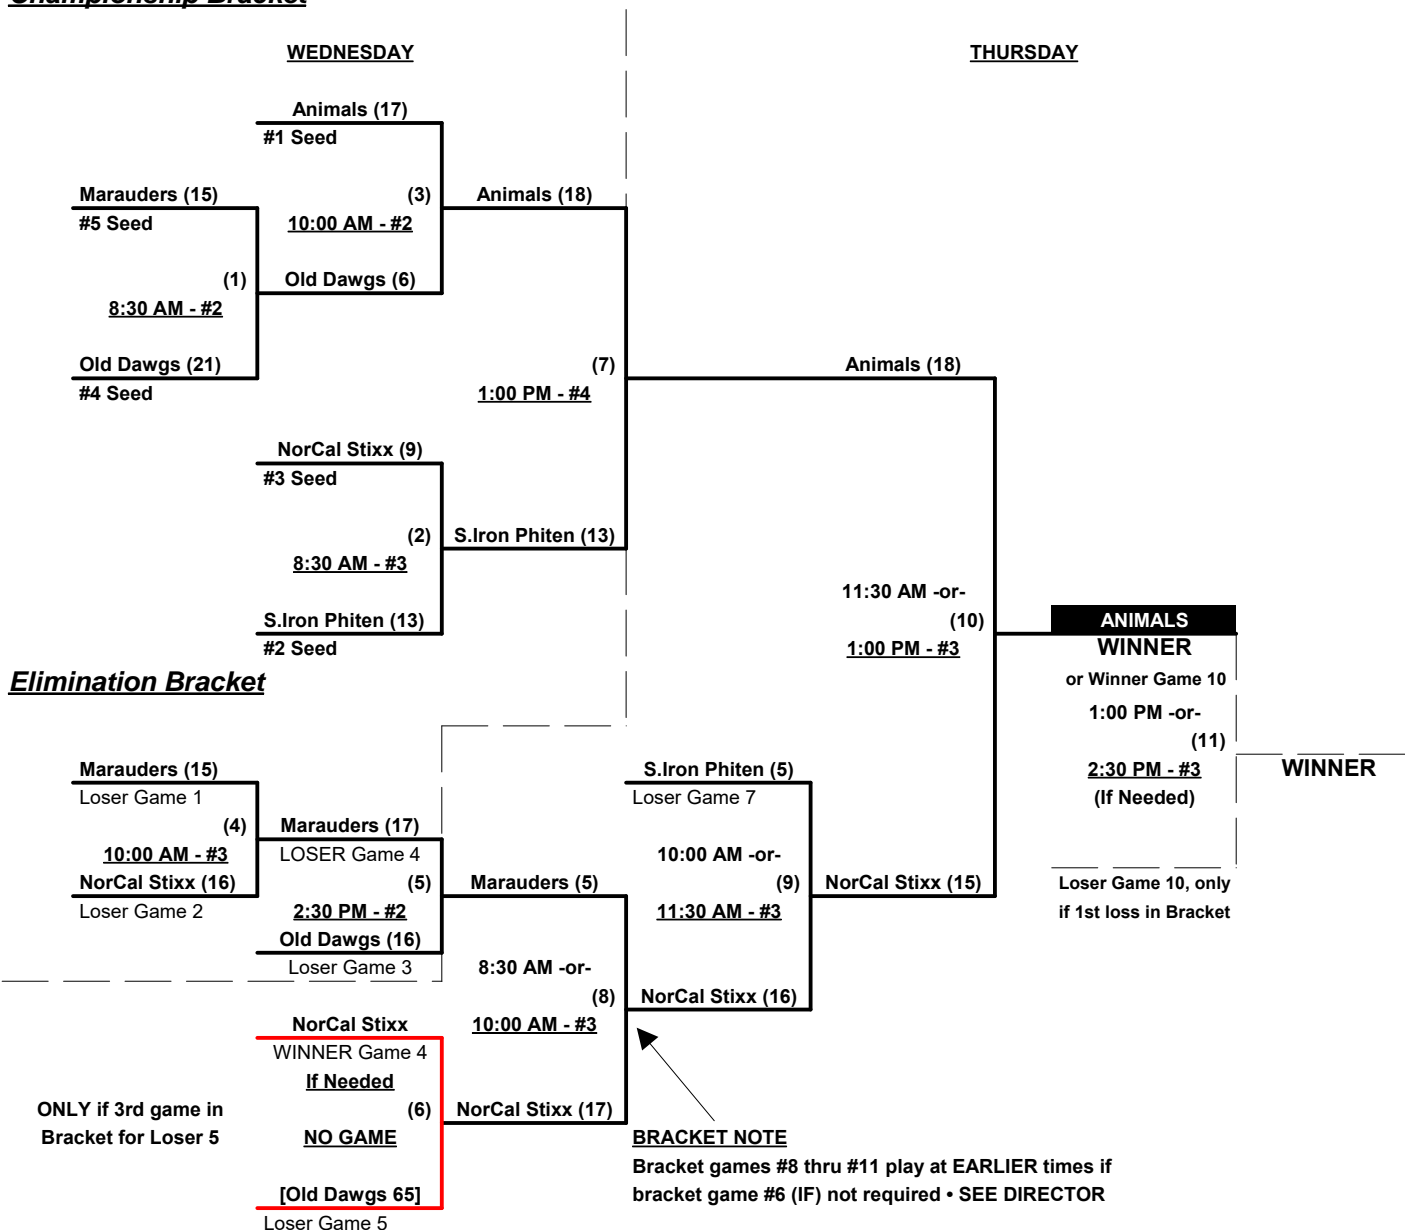 Championship Bracket
WEDNESDAY
THURSDAY
Animals (17)
#1 Seed
Marauders (15)
(3)
Animals (18)
#5 Seed
10:00 AM - #2
(1)
Old Dawgs (6)
8:30 AM - #2
Old Dawgs (21)
(7)
Animals (18)
#4 Seed
1:00 PM - #4
NorCal Stixx (9)
#3 Seed
(2)
S.Iron Phiten (13)
8:30 AM - #3
11:30 AM -or-
S.Iron Phiten (13)
(10)
ANIMALS
#2 Seed
1:00 PM - #3
WINNER
Elimination Bracket
or Winner Game 10
1:00 PM -or-
(11)
Marauders (15)
S.Iron Phiten (5)
2:30 PM - #3
WINNER
Loser Game 1
Loser Game 7
(If Needed)
(4)
Marauders (17)
10:00 AM - #3
LOSER Game 4
10:00 AM -or-
NorCal Stixx (16)
(5)
Marauders (5)
(9)
NorCal Stixx (15)
Loser Game 10, only
Loser Game 2
2:30 PM - #2
11:30 AM - #3
if 1st loss in Bracket
Old Dawgs (16)
Loser Game 3
8:30 AM -or-
(8)
NorCal Stixx (16)
NorCal Stixx
10:00 AM - #3
WINNER Game 4
If Needed
ONLY if 3rd game in
(6)
NorCal Stixx (17)
Bracket for Loser 5
NO GAME
BRACKET NOTE
Bracket games #8 thru #11 play at EARLIER times if
[Old Dawgs 65]
bracket game #6 (IF) not required • SEE DIRECTOR
Loser Game 5